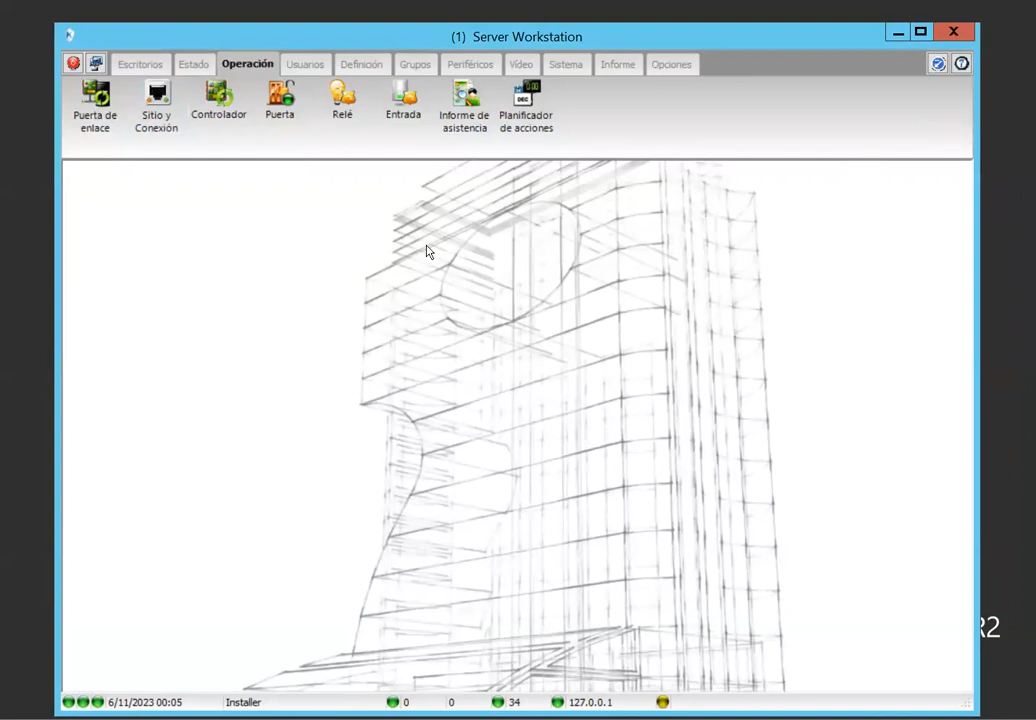 (1) Server Workstation
Escritorios Estado Operación Usuarios Definición Grupos Periféricos Vídeo Sistema Informe Opciones
Puerta de enlace
Sitio y Conexión
Controlador
Puerta
Relé
Entrada
Informe de asistencia
Planificador de acciones
R2
6/11/2023 00:05 Installer 0 0 34 127.0.0.1